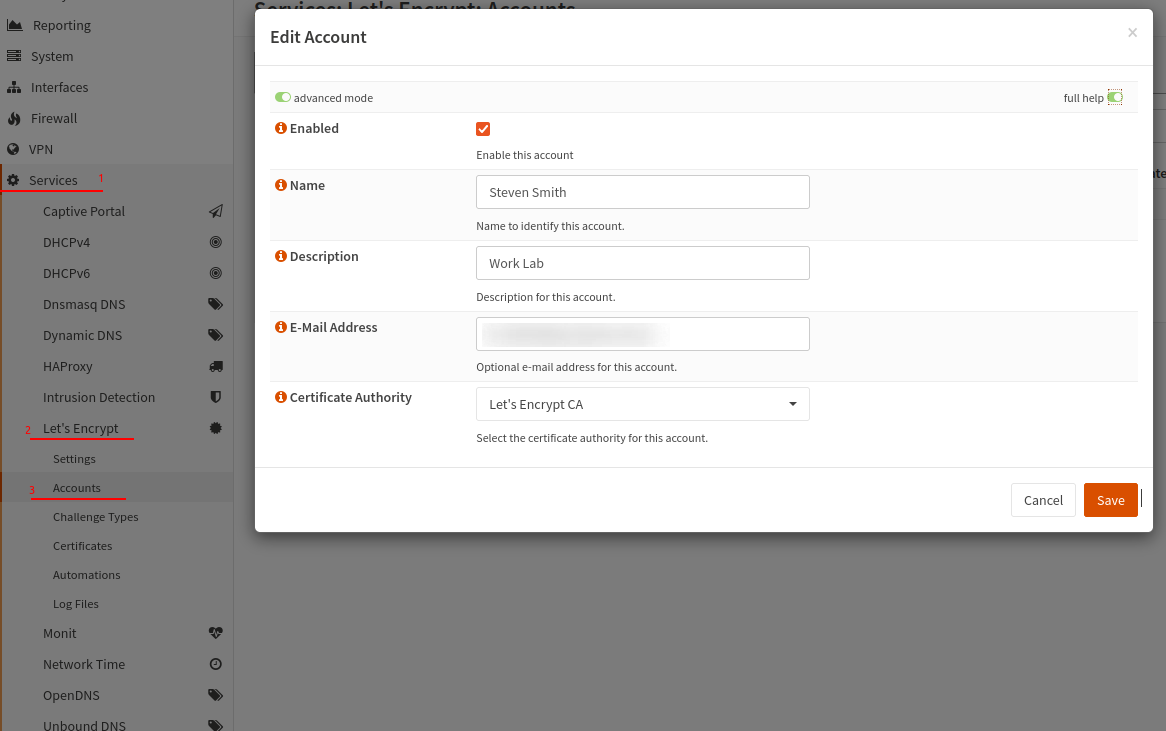 Reporting
System
Interfaces
Firewall
VPN
Services 1
Captive Portal
DHCPv4
DHCPv6
Dnsmasq DNS
Dynamic DNS
HAProxy
Intrusion Detection
2 Let's Encrypt
Settings
3 Accounts
Challenge Types
Certificates
Automations
Log Files
Monit
Network Time
OpenDNS
Unbound DNS
Services: Let's Encrypt: Accounts
Edit Account
×
advanced mode
full help
Enabled
Enable this account
Name
Steven Smith
Name to identify this account.
Description
Work Lab
Description for this account.
E-Mail Address
Optional e-mail address for this account.
Certificate Authority
Let's Encrypt CA
Select the certificate authority for this account.
Cancel
Save